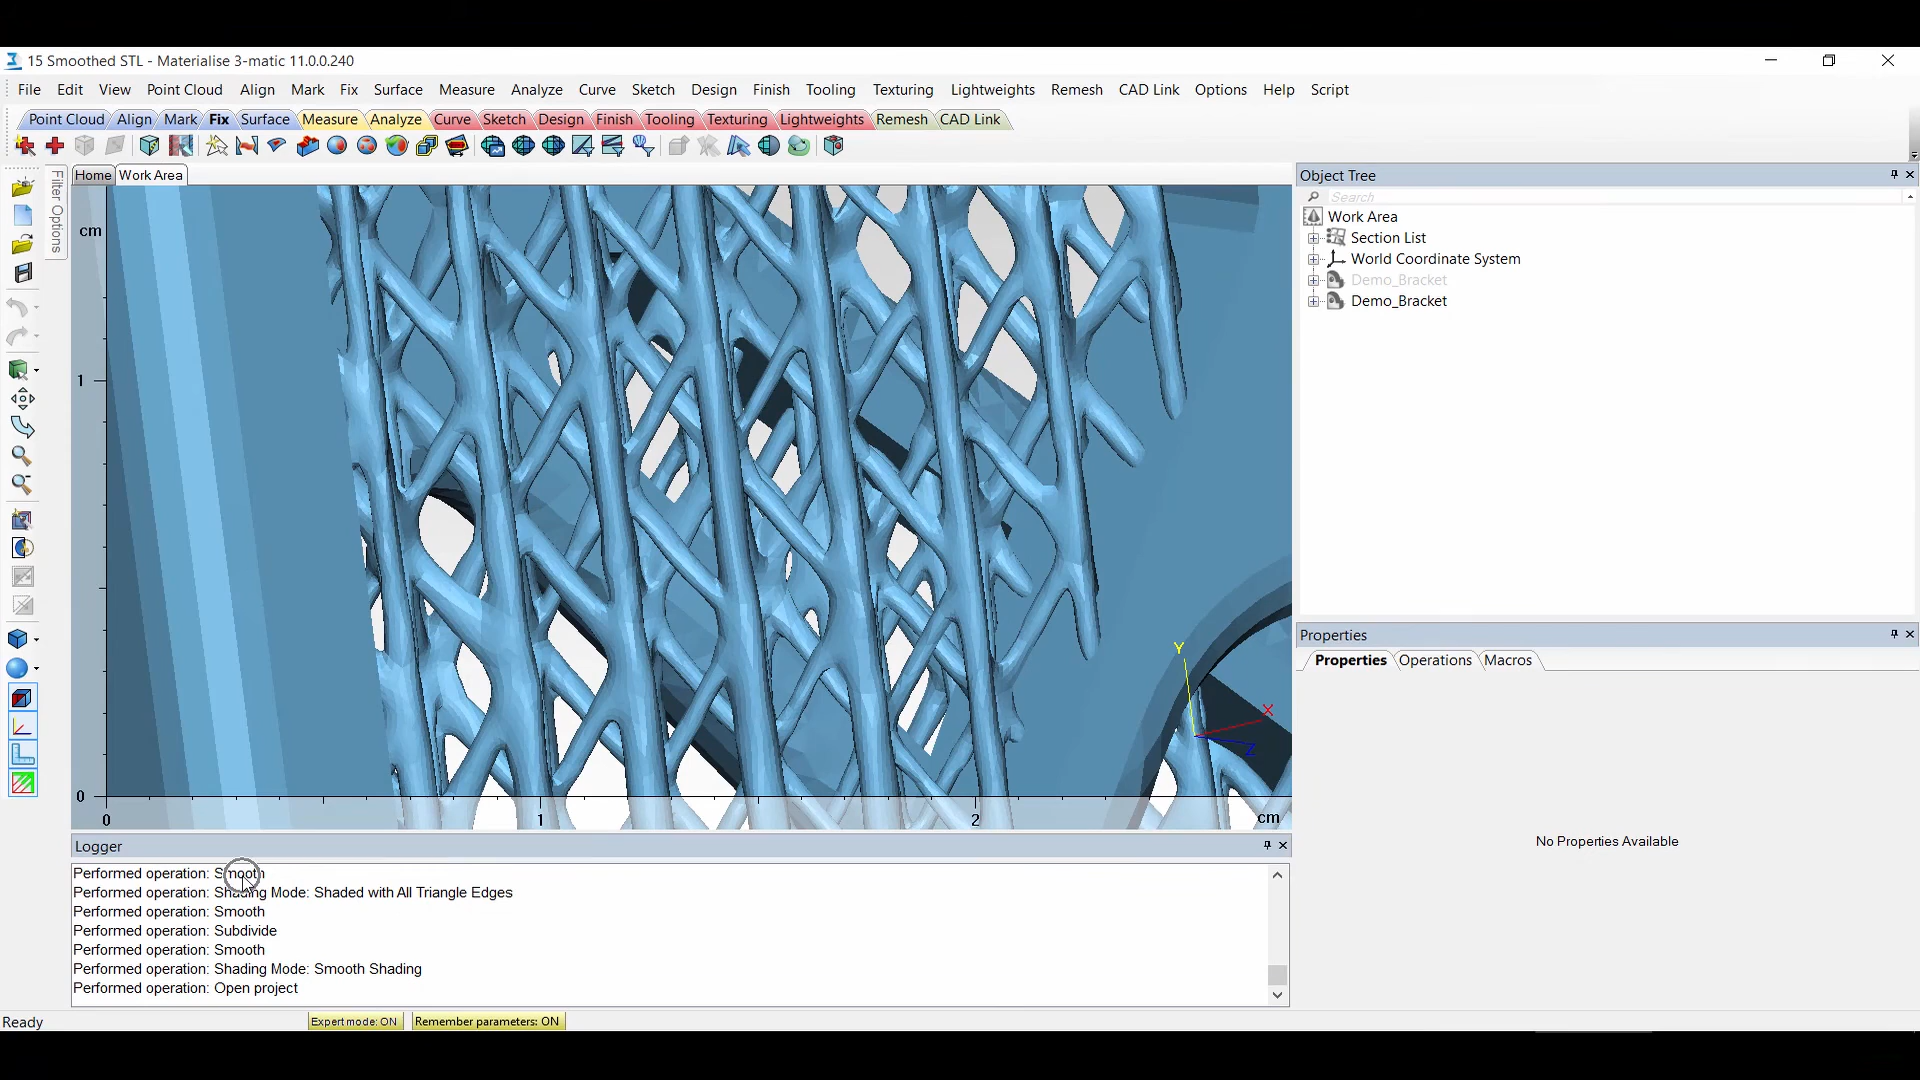 15 Smoothed STL - Materialise 3-matic 11.0.0.240
File Edit View Point Cloud Align Mark Fix Surface Measure Analyze Curve Sketch Design Finish Tooling Texturing Lightweights Remesh CAD Link Options Help Script
Point Cloud Align Mark Fix Surface Measure Analyze Curve Sketch Design Finish Tooling Texturing Lightweights Remesh CAD Link
Filter Options
Home Work Area
cm
1
0
0 1 2 cm
Y
X
Z
Object Tree
Search
Work Area
Section List
World Coordinate System
Demo_Bracket
Demo_Bracket
Properties
Properties Operations Macros
No Properties Available
Logger
Performed operation: Smooth
Performed operation: Shading Mode: Shaded with All Triangle Edges
Performed operation: Smooth
Performed operation: Subdivide
Performed operation: Smooth
Performed operation: Shading Mode: Smooth Shading
Performed operation: Open project
Ready Expert mode: ON Remember parameters: ON